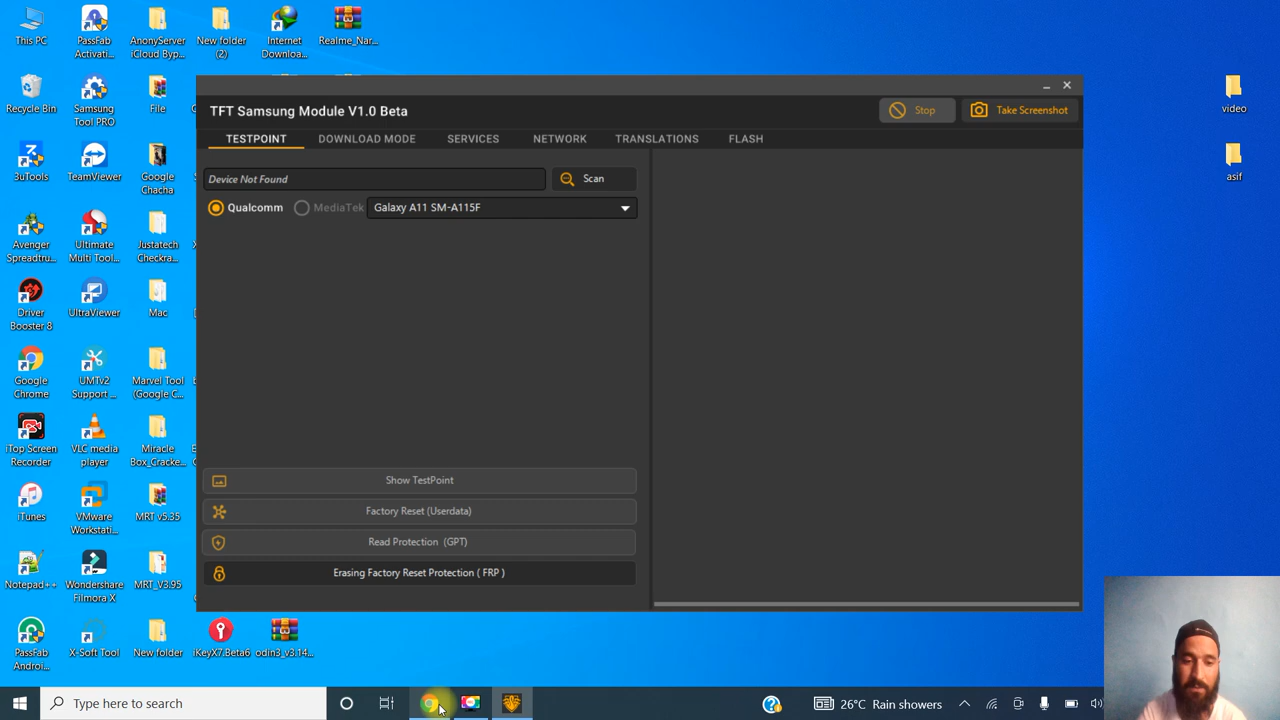 This PC
PassFab
Activati...
AnonyServer
iCloud Byp...
New folder
(2)
Internet
Downloa...
Realme_Nar...
Recycle Bin
Samsung
Tool PRO
File
video
3uTools
TeamViewer
Google
Chacha
asif
Avenger
Spreadtru...
Ultimate
Multi Tool...
Justatech
Checkra...
Driver
Booster 8
UltraViewer
Mac
Google
Chrome
UMTv2
Support ...
Marvel Tool
(Google C...
iTop Screen
Recorder
VLC media
player
Miracle
Box_Cracke...
iTunes
VMware
Workstati...
MRT v5.35
Notepad++
Wondershare
Filmora X
MRT_V3.95
PassFab
Androi...
X-Soft Tool
New folder
iKeyX7.Beta6
odin3_v3.14...
TFT Samsung Module V1.0 Beta
Stop
Take Screenshot
TESTPOINT
DOWNLOAD MODE
SERVICES
NETWORK
TRANSLATIONS
FLASH
Device Not Found
Scan
Qualcomm
MediaTek
Galaxy A11 SM-A115F
Show TestPoint
Factory Reset (Userdata)
Read Protection (GPT)
Erasing Factory Reset Protection ( FRP )
Type here to search
26°C Rain showers